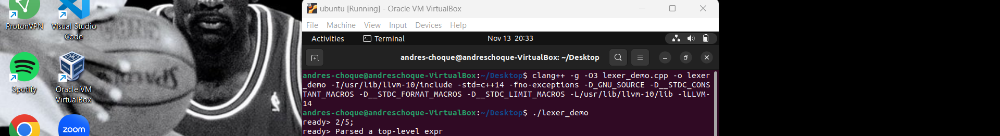 ProtonVPN
Visual Studio
Code
Spotify
Oracle VM
VirtualBox
zoom
ubuntu [Running] - Oracle VM VirtualBox
File Machine View Input Devices Help
Activities Terminal Nov 13 20:33
andres-choque@andreschoque-VirtualBox: ~/Desktop
andres-choque@andreschoque-VirtualBox:~/Desktop$ clang++ -g -O3 lexer_demo.cpp -o lexer
_demo -I/usr/lib/llvm-10/include -std=c++14 -fno-exceptions -D_GNU_SOURCE -D__STDC_CONS
TANT_MACROS -D__STDC_FORMAT_MACROS -D__STDC_LIMIT_MACROS -L/usr/lib/llvm-10/lib -lLLVM-
14
andres-choque@andreschoque-VirtualBox:~/Desktop$ ./lexer_demo
ready> 2/5;
ready> Parsed a top-level expr